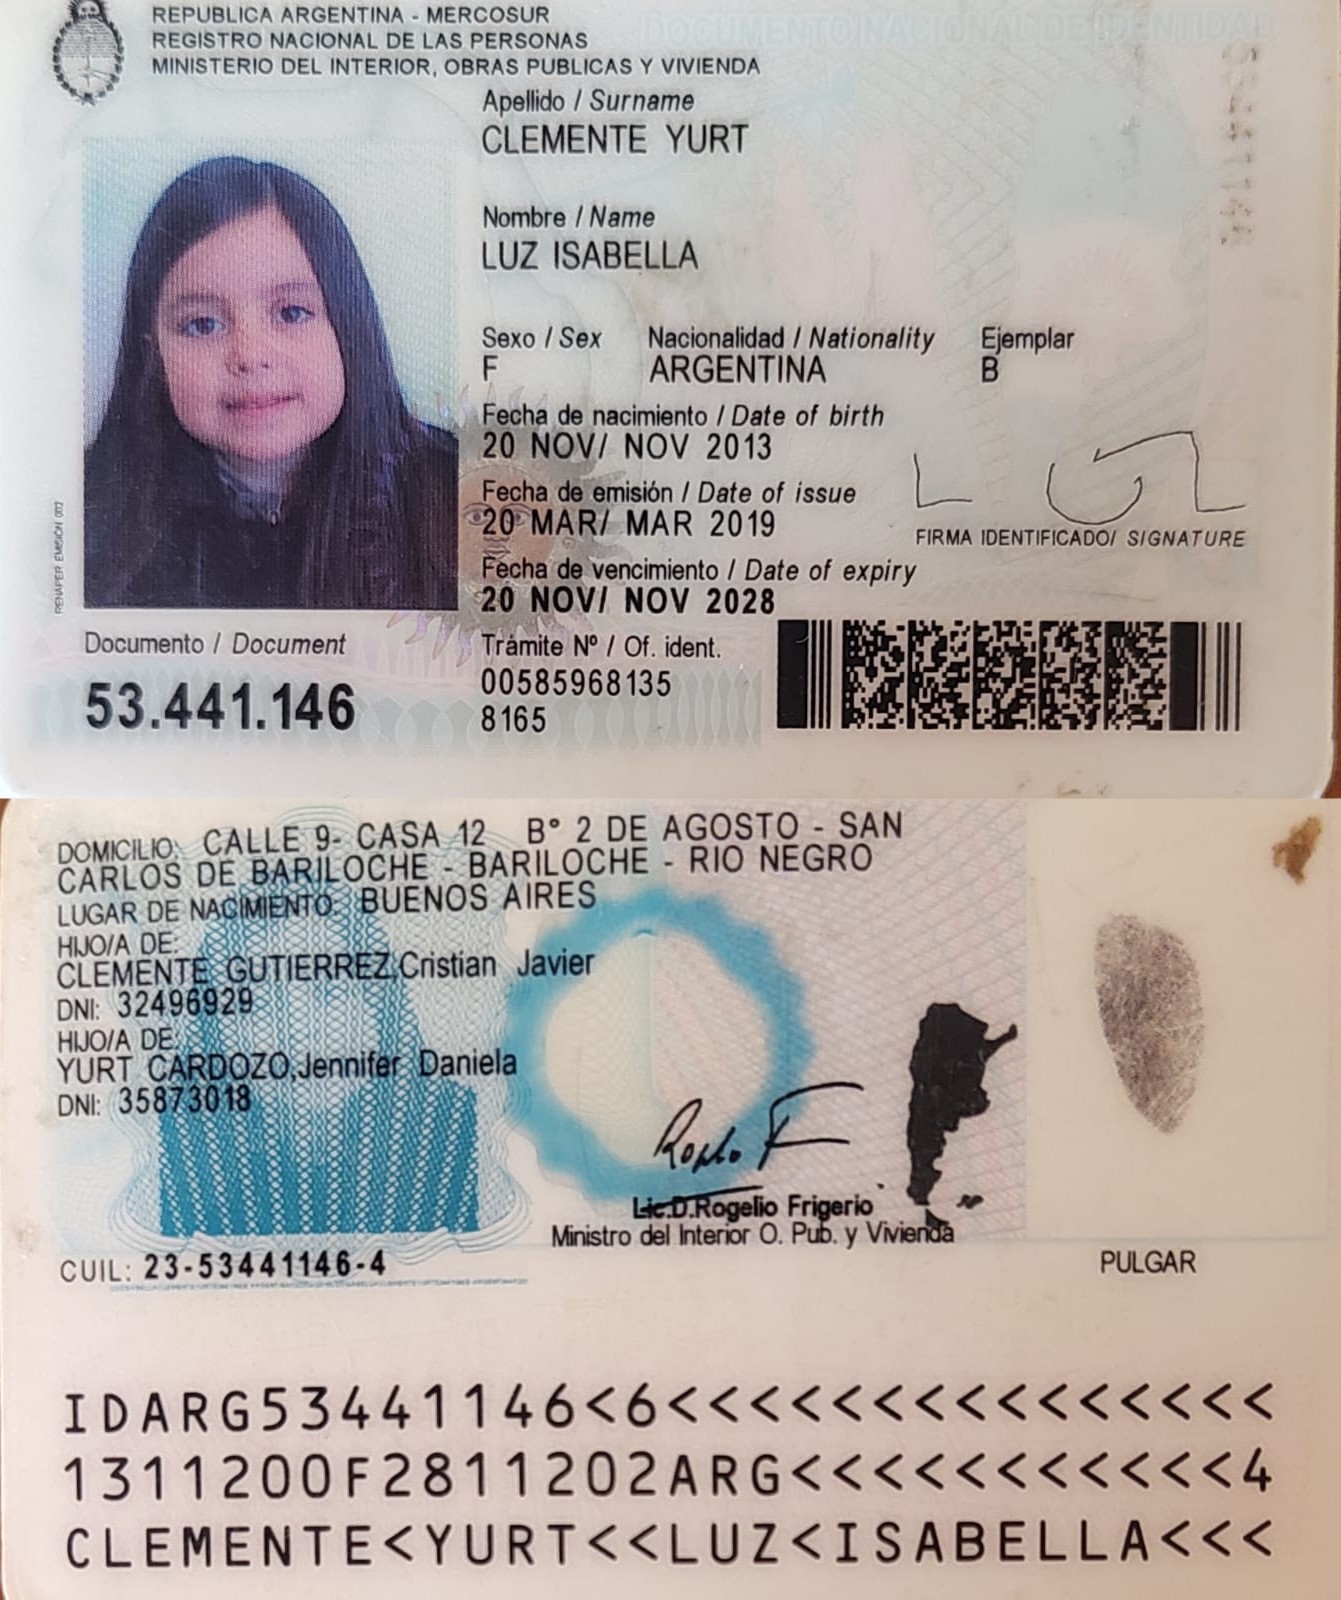 REPUBLICA ARGENTINA - MERCOSUR
REGISTRO NACIONAL DE LAS PERSONAS
MINISTERIO DEL INTERIOR, OBRAS PUBLICAS Y VIVIENDA
DOCUMENTO NACIONAL DE IDENTIDAD
Apellido / Surname
CLEMENTE YURT
Nombre / Name
LUZ ISABELLA
Sexo / Sex Nacionalidad / Nationality Ejemplar
F ARGENTINA B
Fecha de nacimiento / Date of birth
20 NOV/ NOV 2013
Fecha de emisión / Date of issue
20 MAR/ MAR 2019
FIRMA IDENTIFICADO/ SIGNATURE
Fecha de vencimiento / Date of expiry
20 NOV/ NOV 2028
RENAPER EMISIÓN 003
Documento / Document
53.441.146
Trámite Nº / Of. ident.
00585968135
8165
DOMICILIO: CALLE 9- CASA 12 B° 2 DE AGOSTO - SAN
CARLOS DE BARILOCHE - BARILOCHE - RIO NEGRO
LUGAR DE NACIMIENTO: BUENOS AIRES
HIJO/A DE:
CLEMENTE GUTIERREZ,Cristian Javier
DNI: 32496929
HIJO/A DE:
YURT CARDOZO,Jennifer Daniela
DNI: 35873018
Lic.D.Rogelio Frigerio
Ministro del Interior O. Pub. y Vivienda
CUIL: 23-53441146-4
PULGAR
IDARG53441146<6<<<<<<<<<<<<<<<
1311200F2811202ARG<<<<<<<<<<<4
CLEMENTE<YURT<<LUZ<ISABELLA<<<